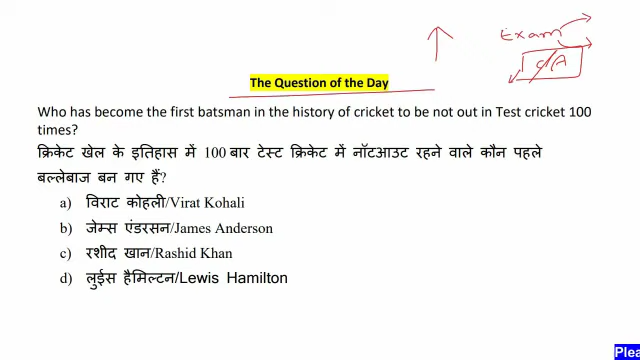 Exam
The Question of the Day
Who has become the first batsman in the history of cricket to be not out in Test cricket 100
times?
क्रिकेट खेल के इतिहास में 100 बार टेस्ट क्रिकेट में नॉटआउट रहने वाले कौन पहले
बल्लेबाज बन गए हैं?
a) विराट कोहली/Virat Kohali
b) जेम्स एंडरसन/James Anderson
c) रशीद खान/Rashid Khan
d) लुईस हैमिल्टन/Lewis Hamilton
Plea